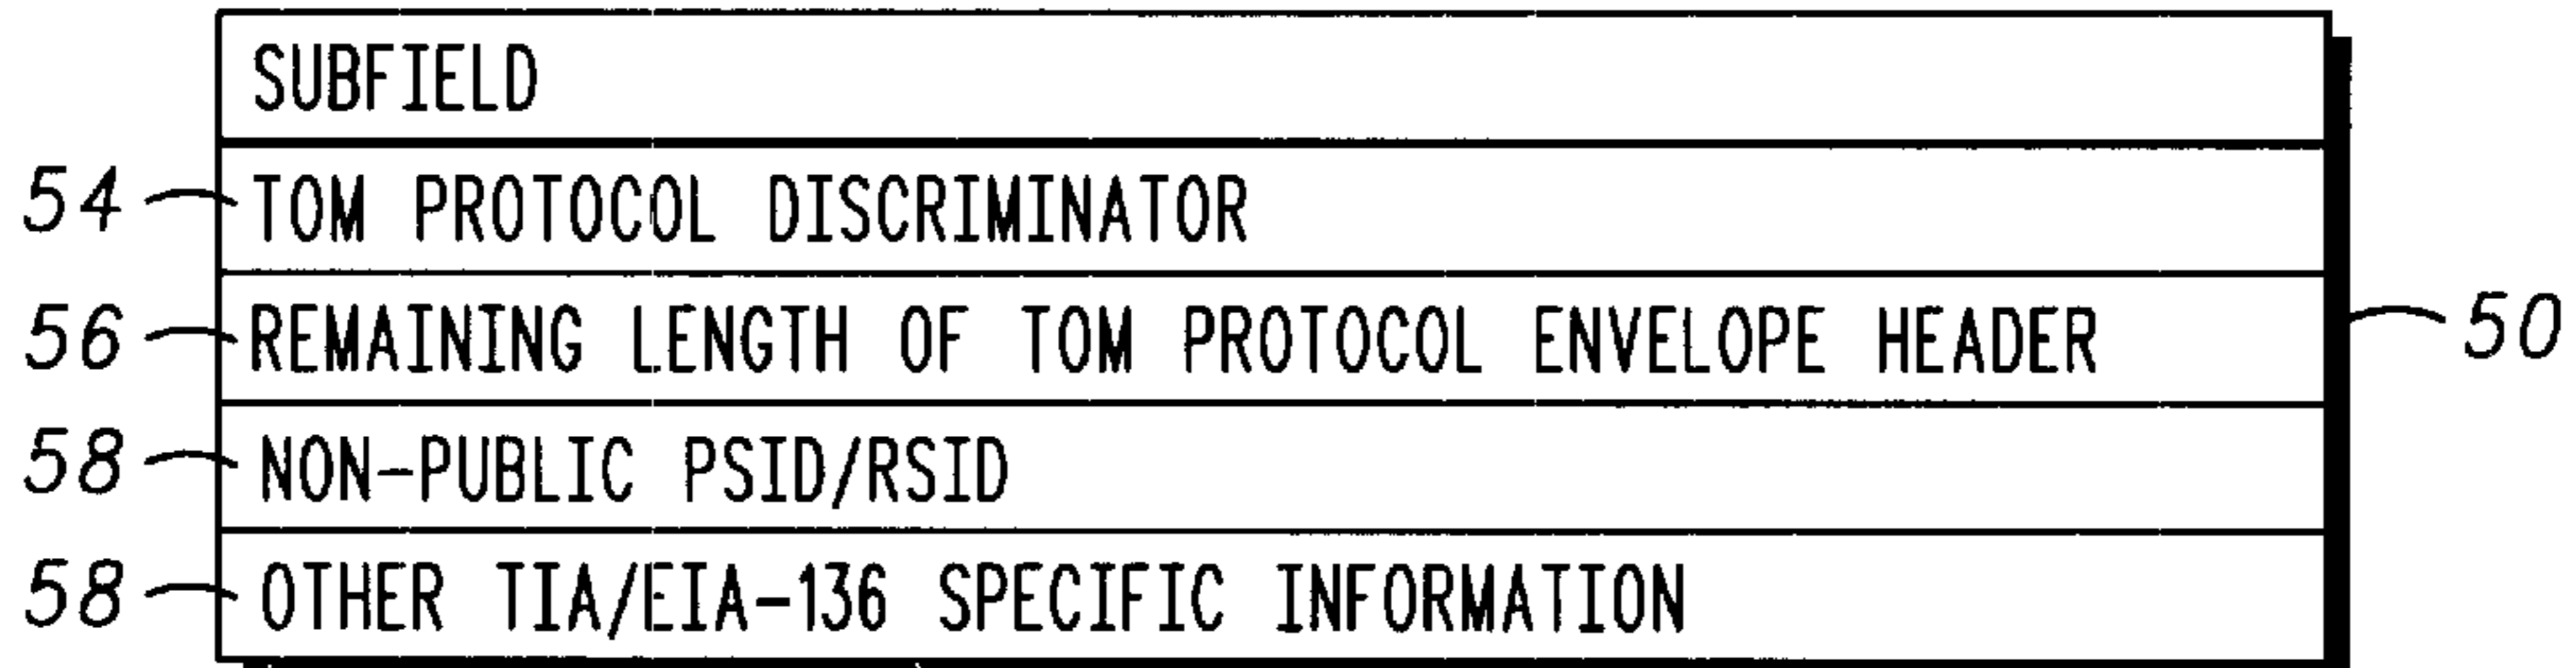 SUBFIELD
54 TOM PROTOCOL DISCRIMINATOR
56 REMAINING LENGTH OF TOM PROTOCOL ENVELOPE HEADER 50
58 NON-PUBLIC PSID/RSID
58 OTHER TIA/EIA-136 SPECIFIC INFORMATION